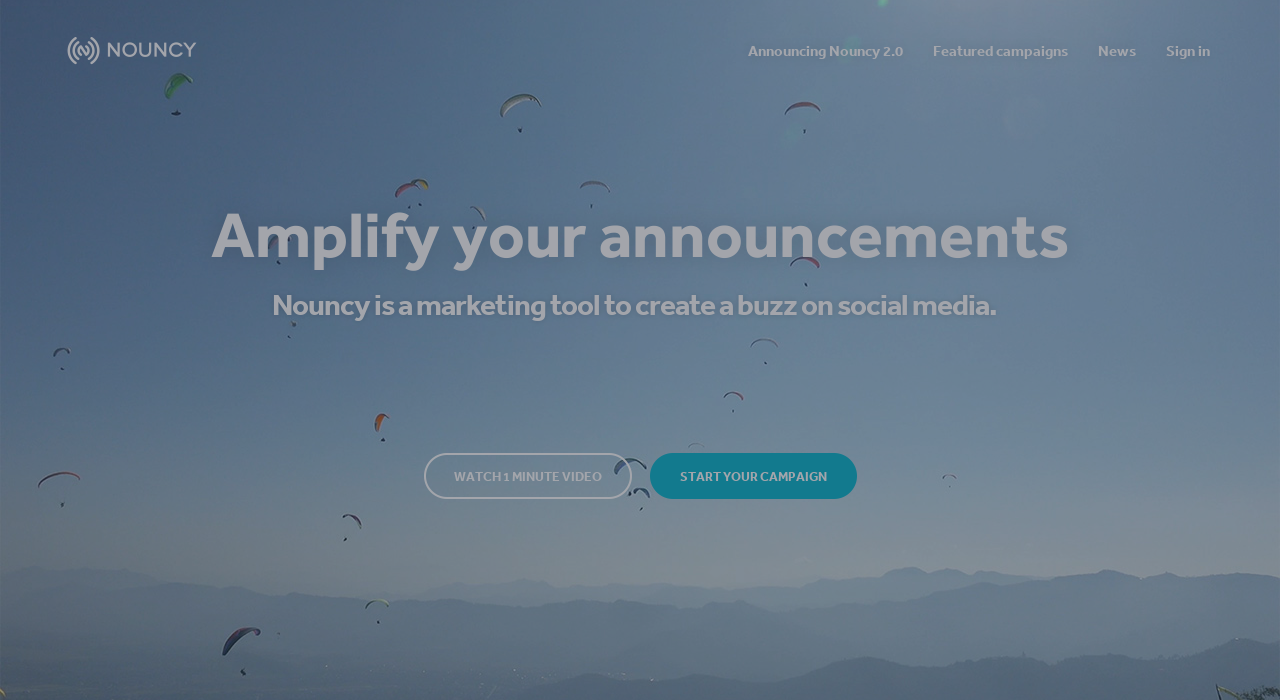 NOUNCY
Announcing Nouncy 2.0
Featured campaigns
News
Sign in
Amplify your announcements
Nouncy is a marketing tool to create a buzz on social media.
WATCH 1 MINUTE VIDEO
START YOUR CAMPAIGN